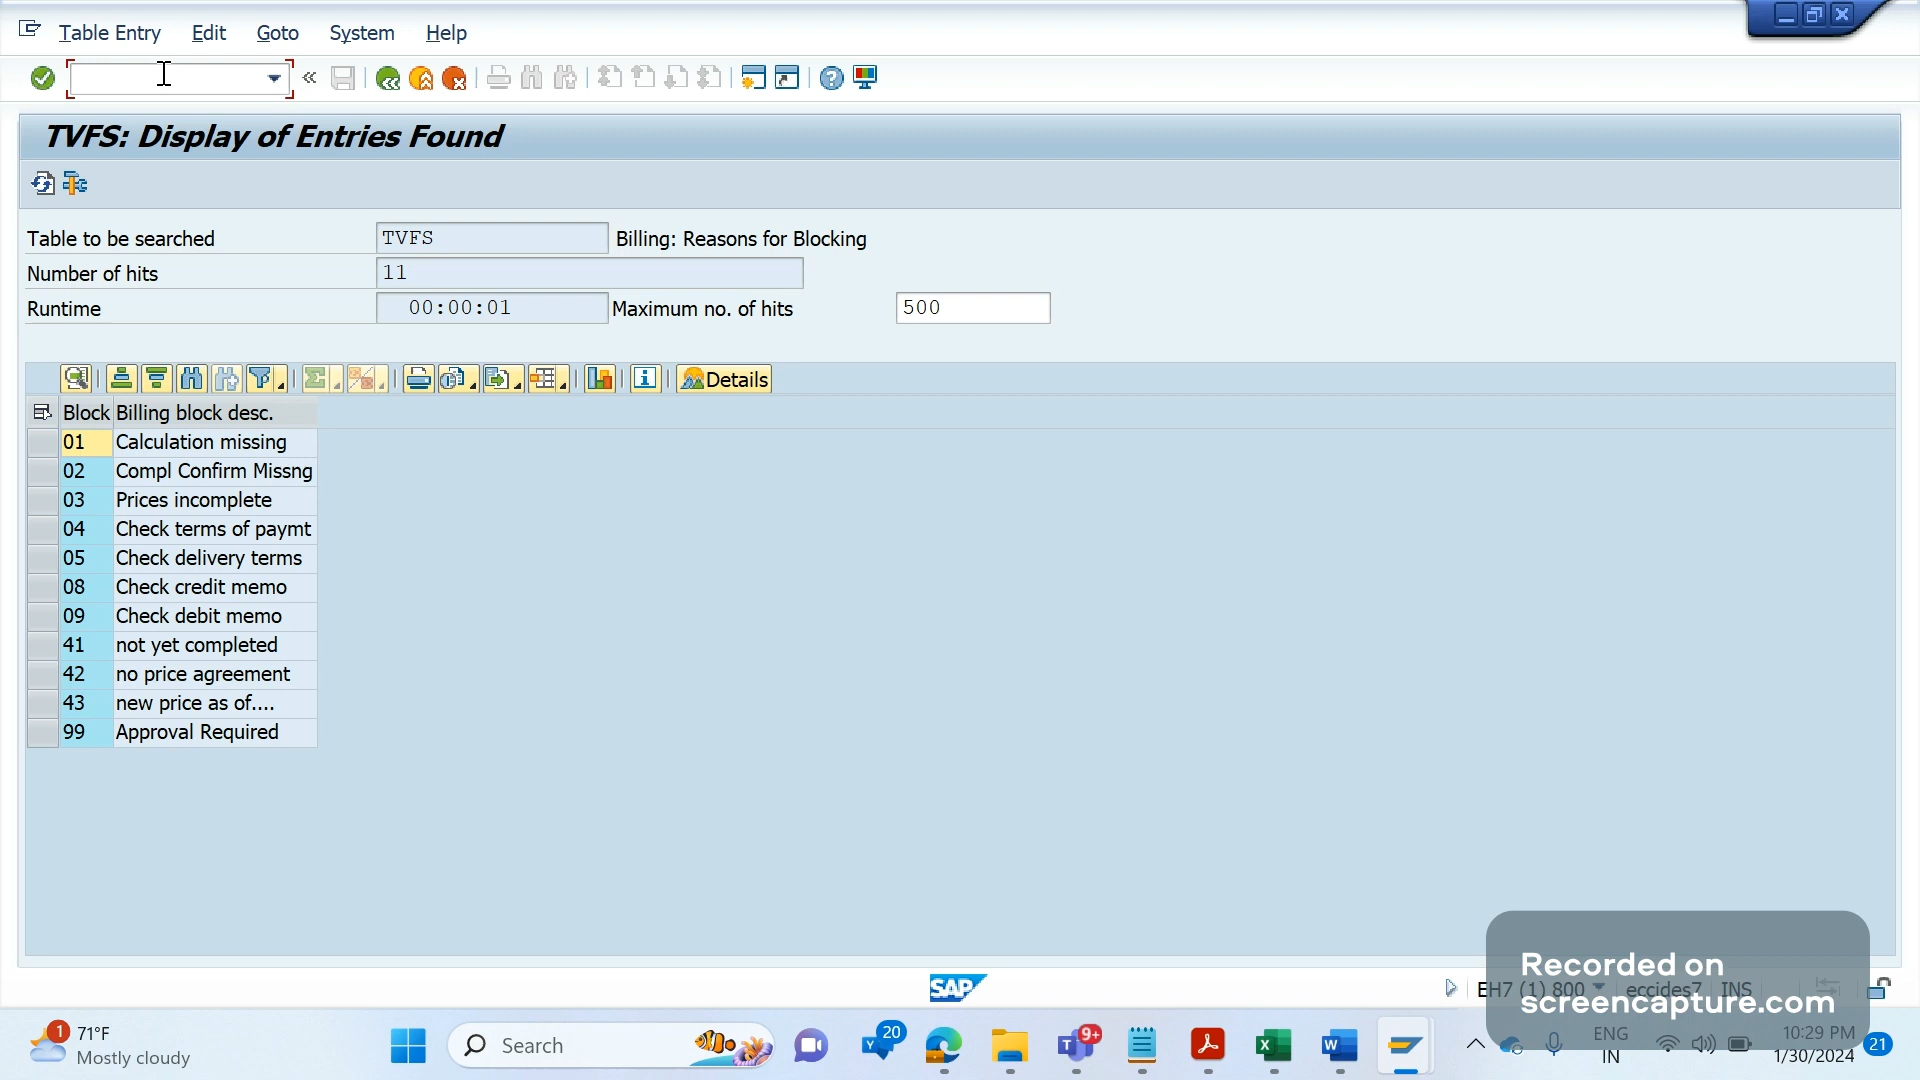 Table Entry Edit Goto System Help
TVFS: Display of Entries Found
Table to be searched TVFS Billing: Reasons for Blocking
Number of hits 11
Runtime 00:00:01 Maximum no. of hits 500
Details
Block Billing block desc.
01 Calculation missing
02 Compl Confirm Missng
03 Prices incomplete
04 Check terms of paymt
05 Check delivery terms
08 Check credit memo
09 Check debit memo
41 not yet completed
42 no price agreement
43 new price as of....
99 Approval Required
SAP
EH7 (1) 800 eccides7 INS
Recorded on
screencapture.com
1 71°F
Mostly cloudy
Search
20
9+
ENG
IN
10:29 PM
1/30/2024
21